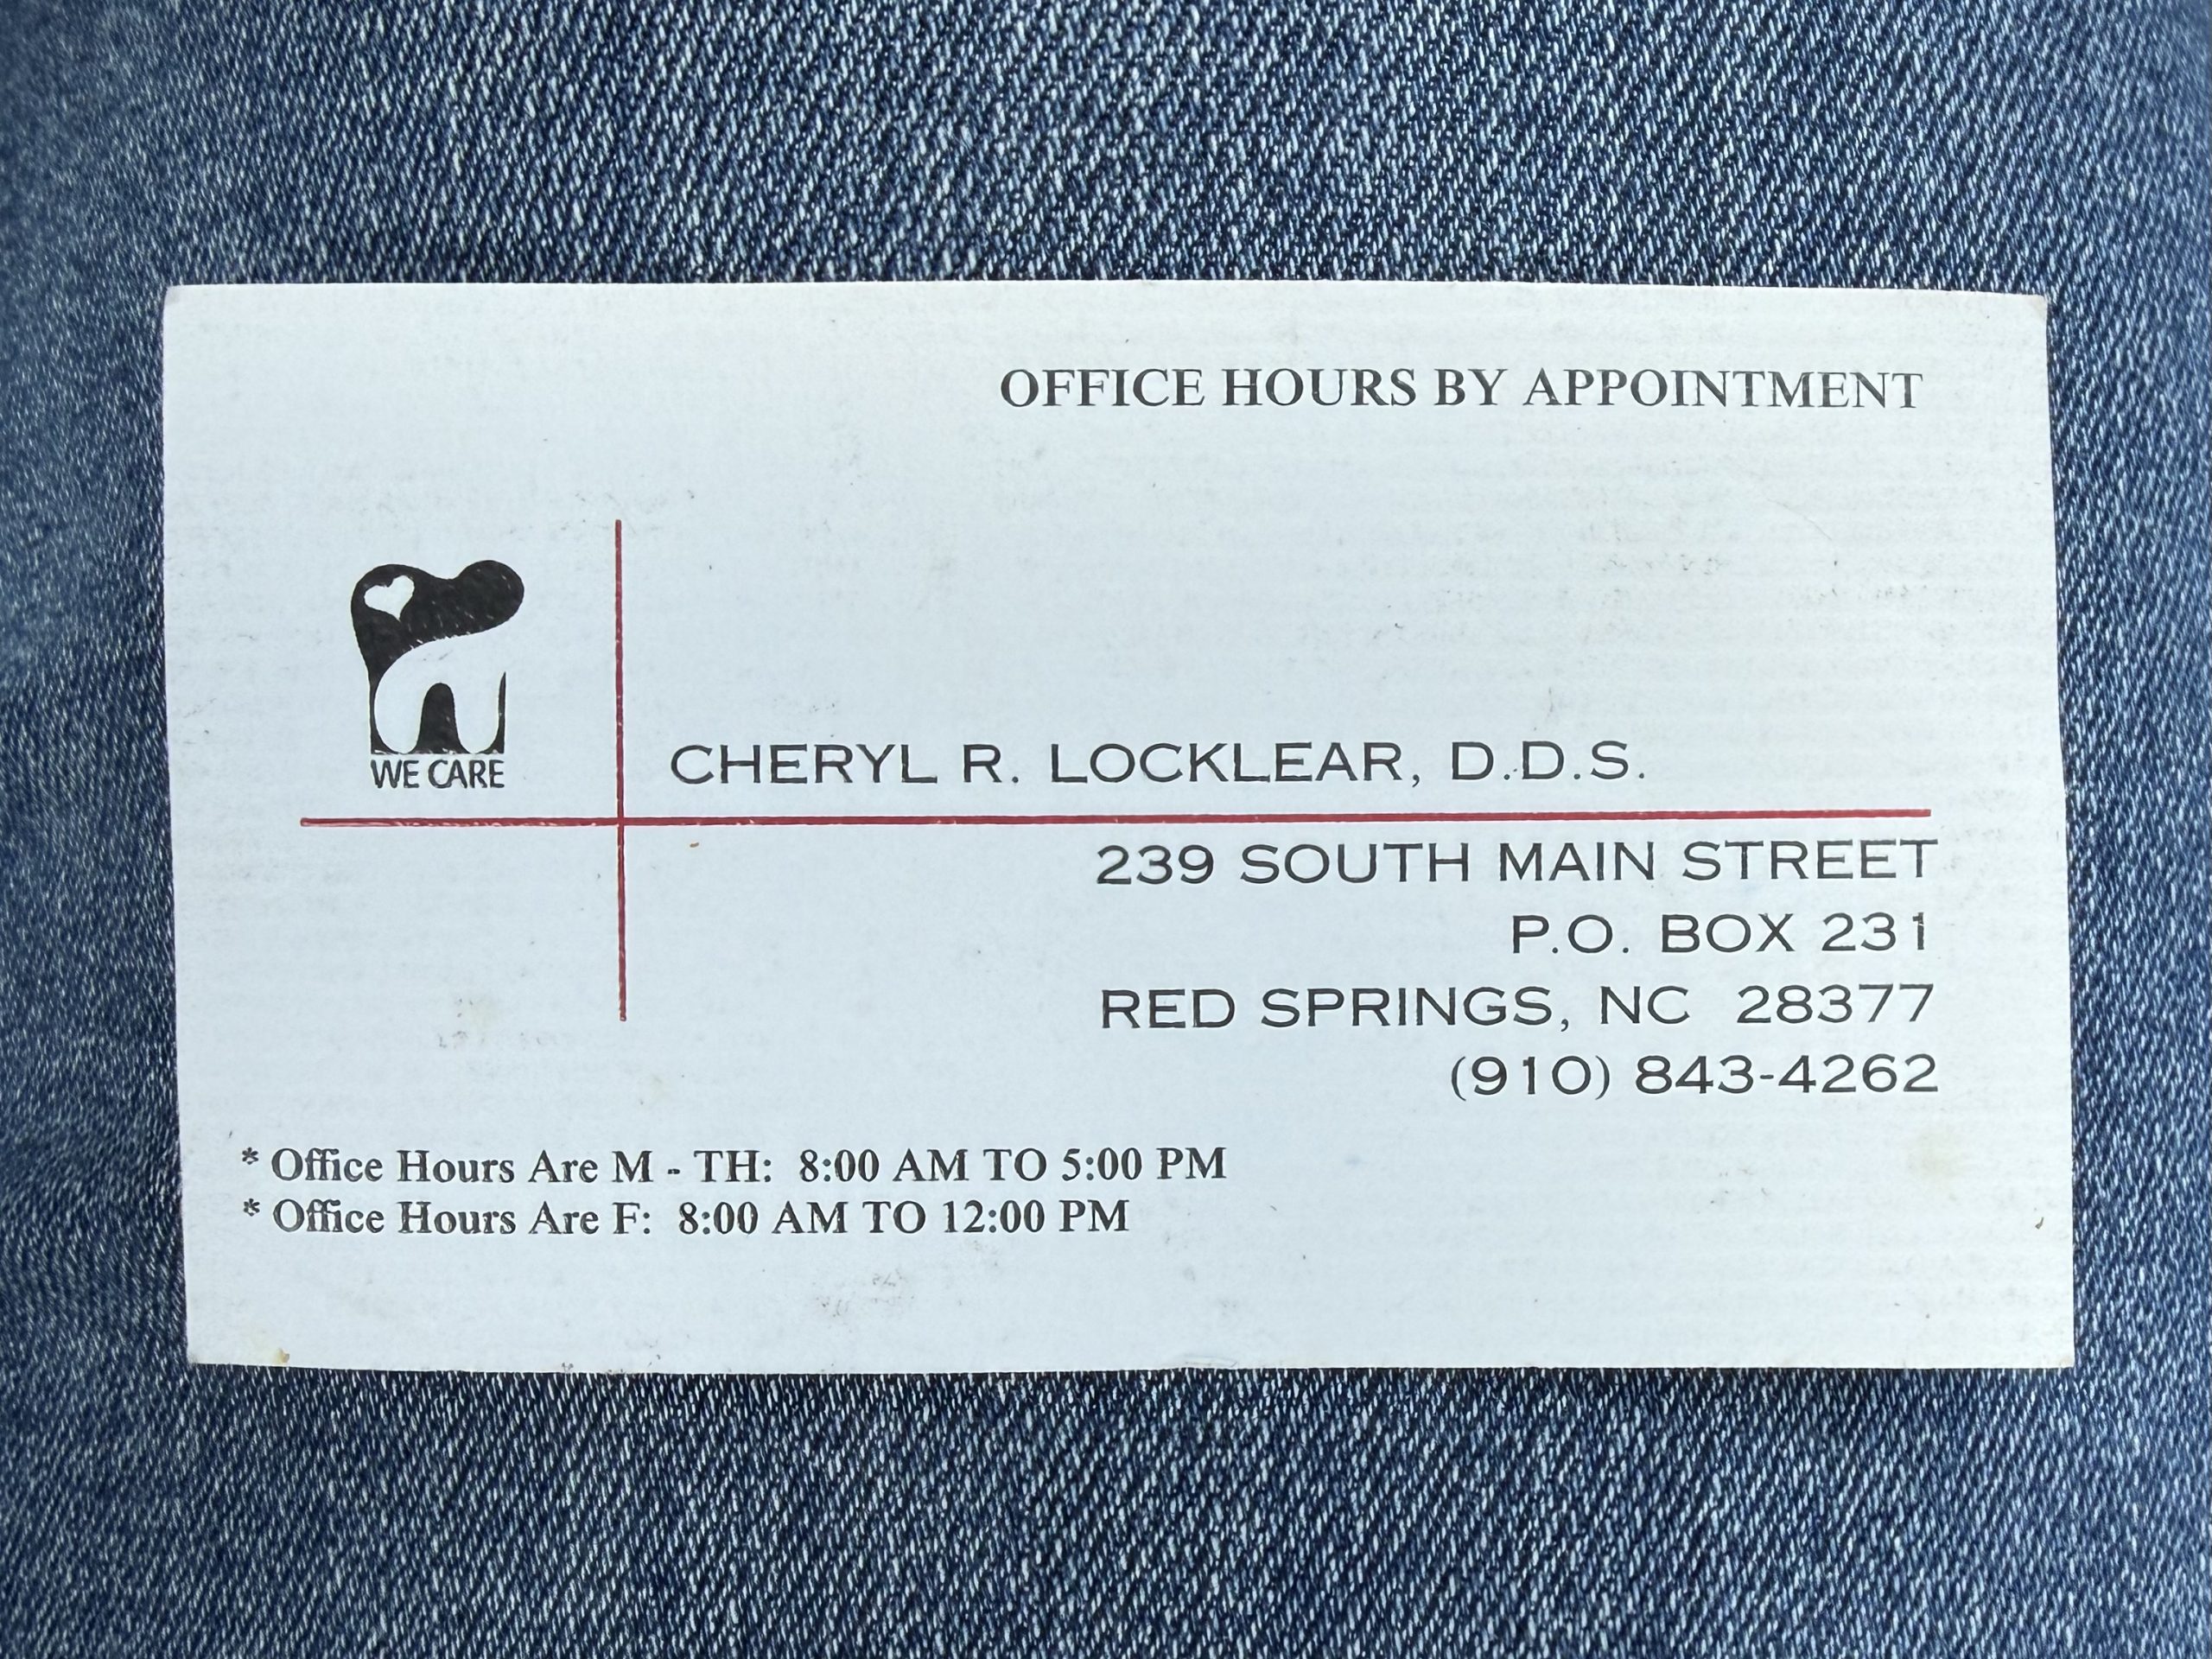 OFFICE HOURS BY APPOINTMENT
WE CARE
CHERYL R. LOCKLEAR, D.D.S.
239 SOUTH MAIN STREET
P.O. BOX 231
RED SPRINGS, NC 28377
(910) 843-4262
* Office Hours Are M - TH: 8:00 AM TO 5:00 PM
* Office Hours Are F: 8:00 AM TO 12:00 PM